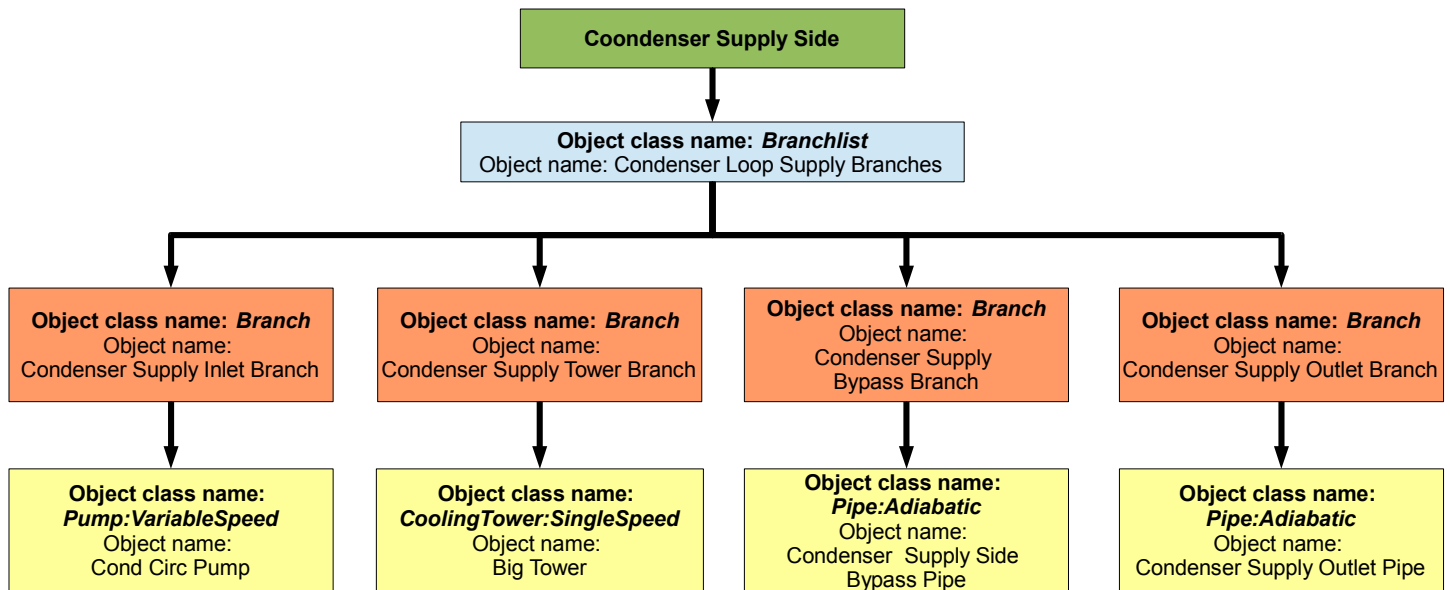 Coondenser Supply Side
Object class name: Branchlist
Object name: Condenser Loop Supply Branches
Object class name: Branch
Object name:
Condenser Supply Inlet Branch
Object class name: Branch
Object name:
Condenser Supply Tower Branch
Object class name: Branch
Object name:
Condenser Supply
Bypass Branch
Object class name: Branch
Object name:
Condenser Supply Outlet Branch
Object class name:
Pump:VariableSpeed
Object name:
Cond Circ Pump
Object class name:
CoolingTower:SingleSpeed
Object name:
Big Tower
Object class name:
Pipe:Adiabatic
Object name:
Condenser  Supply Side
Bypass Pipe
Object class name:
Pipe:Adiabatic
Object name:
Condenser Supply Outlet Pipe